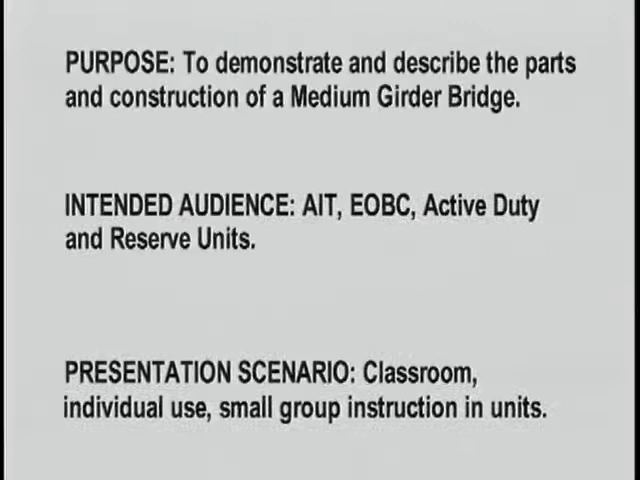 PURPOSE: To demonstrate and describe the parts
and construction of a Medium Girder Bridge.
INTENDED AUDIENCE: AIT, EOBC, Active Duty
and Reserve Units.
PRESENTATION SCENARIO: Classroom,
individual use, small group instruction in units.